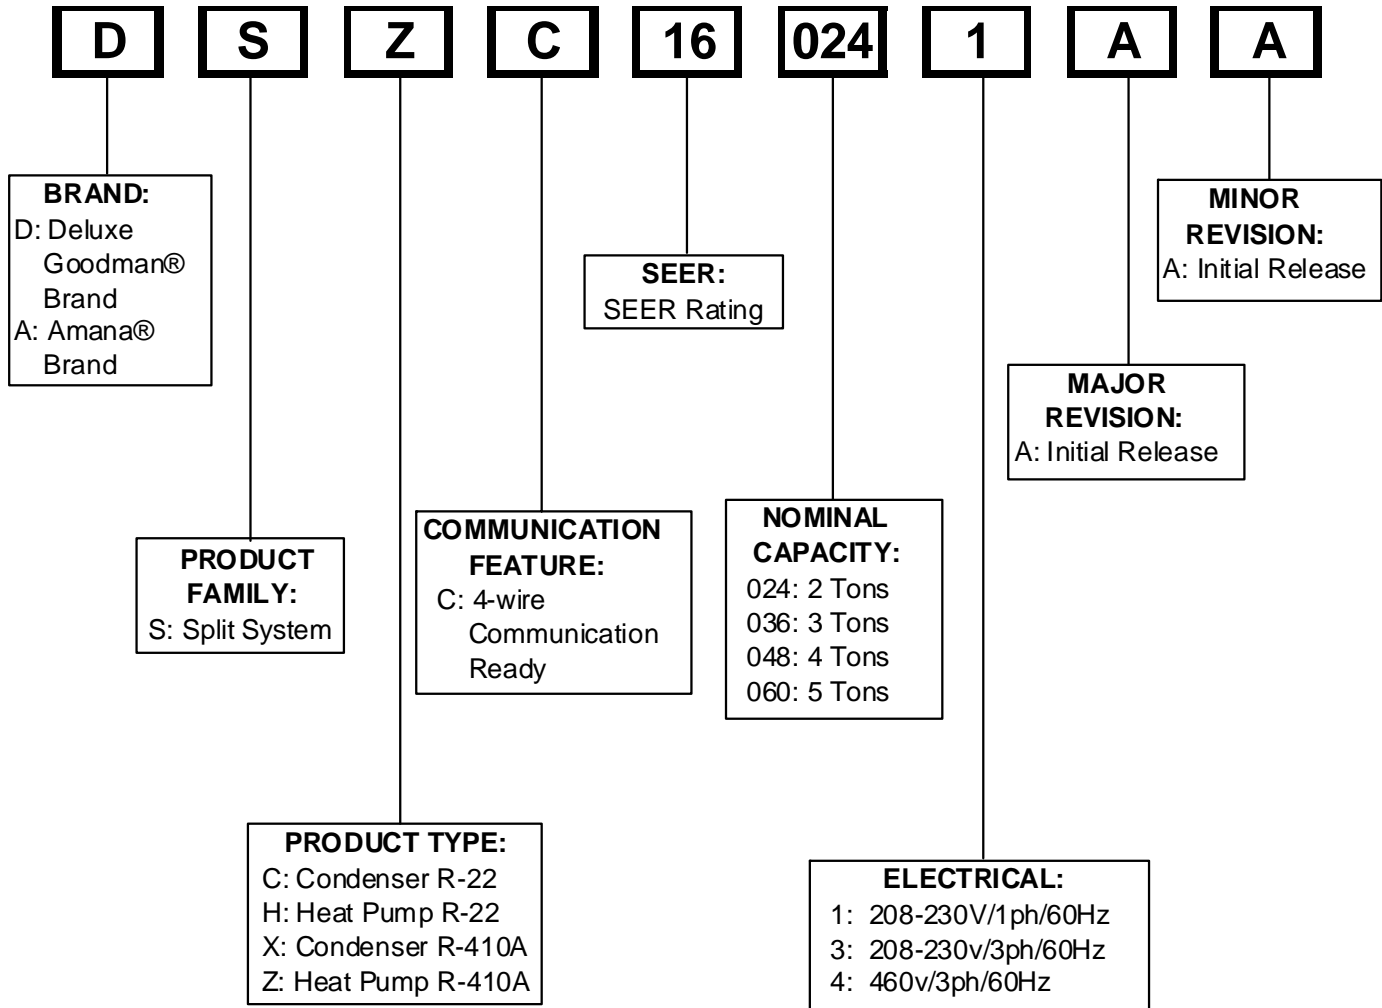 D S Z C 16 024 1 A A
BRAND:
D: Deluxe
Goodman®
Brand
A: Amana®
Brand
PRODUCT
FAMILY:
S: Split System
PRODUCT TYPE:
C: Condenser R-22
H: Heat Pump R-22
X: Condenser R-410A
Z: Heat Pump R-410A
COMMUNICATION
FEATURE:
C: 4-wire
Communication
Ready
SEER:
SEER Rating
NOMINAL
CAPACITY:
024: 2 Tons
036: 3 Tons
048: 4 Tons
060: 5 Tons
ELECTRICAL:
1: 208-230V/1ph/60Hz
3: 208-230v/3ph/60Hz
4: 460v/3ph/60Hz
MAJOR
REVISION:
A: Initial Release
MINOR
REVISION:
A: Initial Release